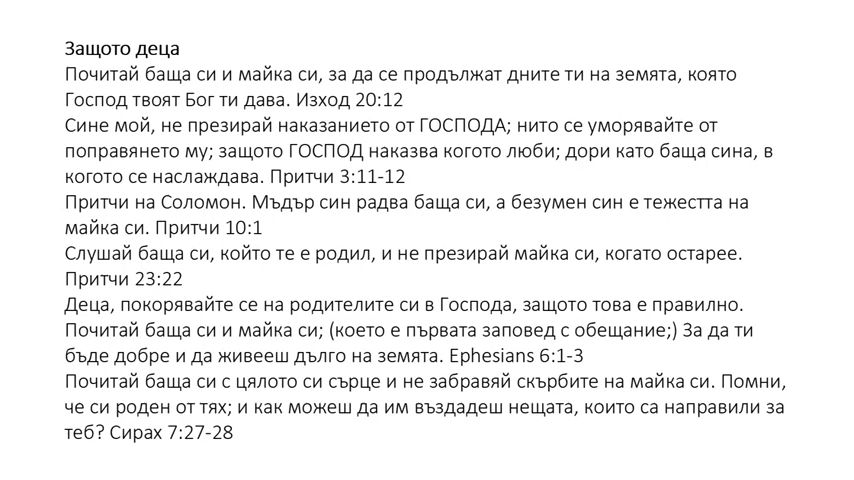 Защото деца
Почитай баща си и майка си, за да се продължат дните ти на земята, която
Господ твоят Бог ти дава. Изход 20:12
Сине мой, не презирай наказанието от ГОСПОДА; нито се уморявайте от
поправянето му; защото ГОСПОД наказва когото люби; дори като баща сина, в
когото се наслаждава. Притчи 3:11-12
Притчи на Соломон. Мъдър син радва баща си, а безумен син е тежестта на
майка си. Притчи 10:1
Слушай баща си, който те е родил, и не презирай майка си, когато остарее.
Притчи 23:22
Деца, покорявайте се на родителите си в Господа, защото това е правилно.
Почитай баща си и майка си; (което е първата заповед с обещание;) За да ти
бъде добре и да живееш дълго на земята. Ephesians 6:1-3
Почитай баща си с цялото си сърце и не забравяй скърбите на майка си. Помни,
че си роден от тях; и как можеш да им въздадеш нещата, които са направили за
теб? Сирах 7:27-28